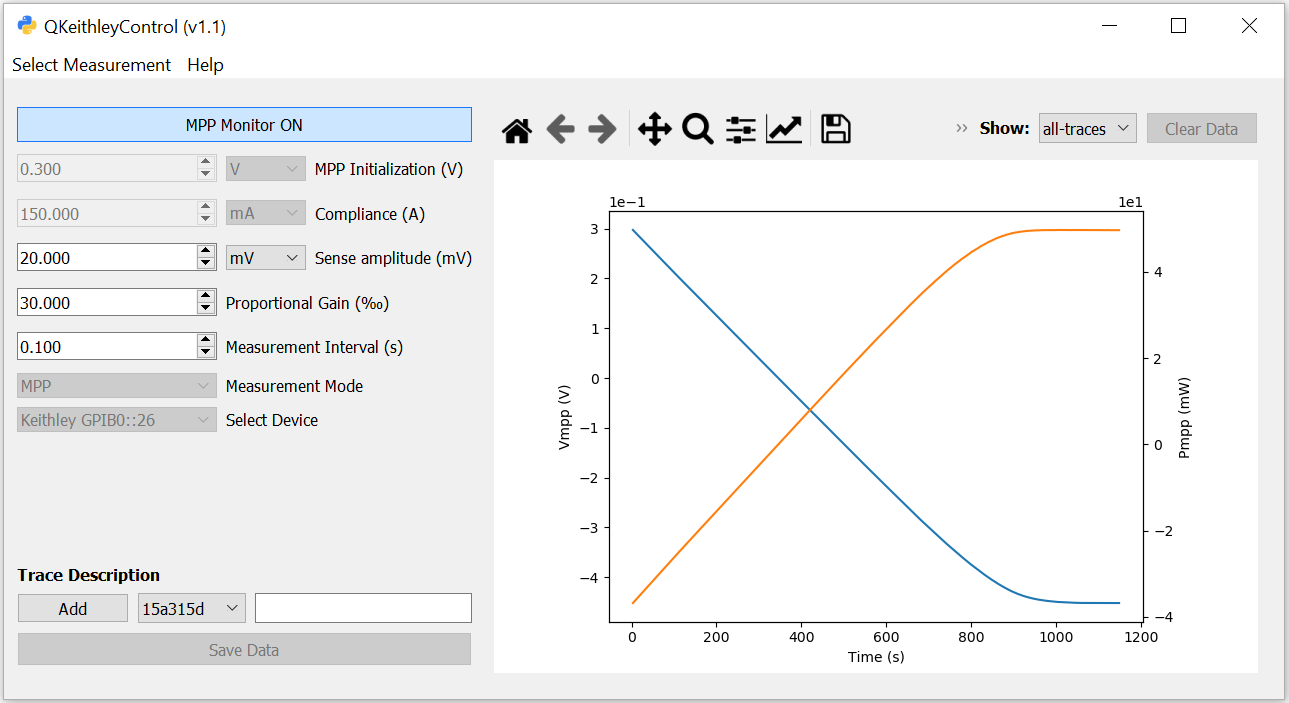 QKeithleyControl (v1.1)
Select Measurement Help
MPP Monitor ON
0.300 V MPP Initialization (V)
150.000 mA Compliance (A)
20.000 mV Sense amplitude (mV)
30.000 Proportional Gain (‰)
0.100 Measurement Interval (s)
MPP Measurement Mode
Keithley GPIB0::26 Select Device
Trace Description
Add 15a315d
Save Data
» Show: all-traces Clear Data
1e−1 1e1
3
2
1
0
−1
−2
−3
−4
Vmpp (V)
4
2
0
−2
−4
Pmpp (mW)
0 200 400 600 800 1000 1200
Time (s)